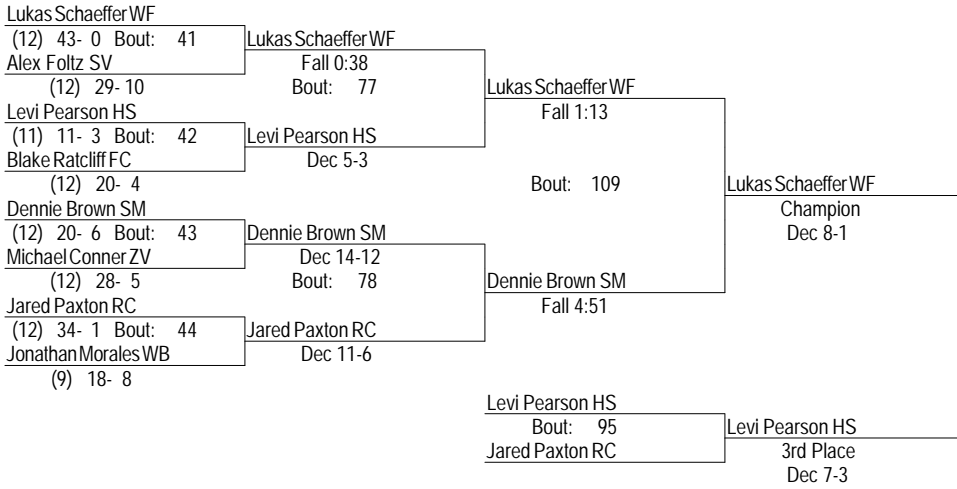 Lukas Schaeffer WF
(12) 43- 0 Bout: 41
Lukas Schaeffer WF
Alex Foltz SV
Fall 0:38
(12) 29- 10
Bout: 77
Lukas Schaeffer WF
Levi Pearson HS
Fall 1:13
(11) 11- 3 Bout: 42
Levi Pearson HS
Blake Ratcliff FC
Dec 5-3
(12) 20- 4
Bout: 109
Lukas Schaeffer WF
Dennie Brown SM
Champion
(12) 20- 6 Bout: 43
Dennie Brown SM
Dec 8-1
Michael Conner ZV
Dec 14-12
(12) 28- 5
Bout: 78
Dennie Brown SM
Jared Paxton RC
Fall 4:51
(12) 34- 1 Bout: 44
Jared Paxton RC
Jonathan Morales WB
Dec 11-6
(9) 18- 8
Levi Pearson HS
Bout: 95
Levi Pearson HS
Jared Paxton RC
3rd Place
Dec 7-3